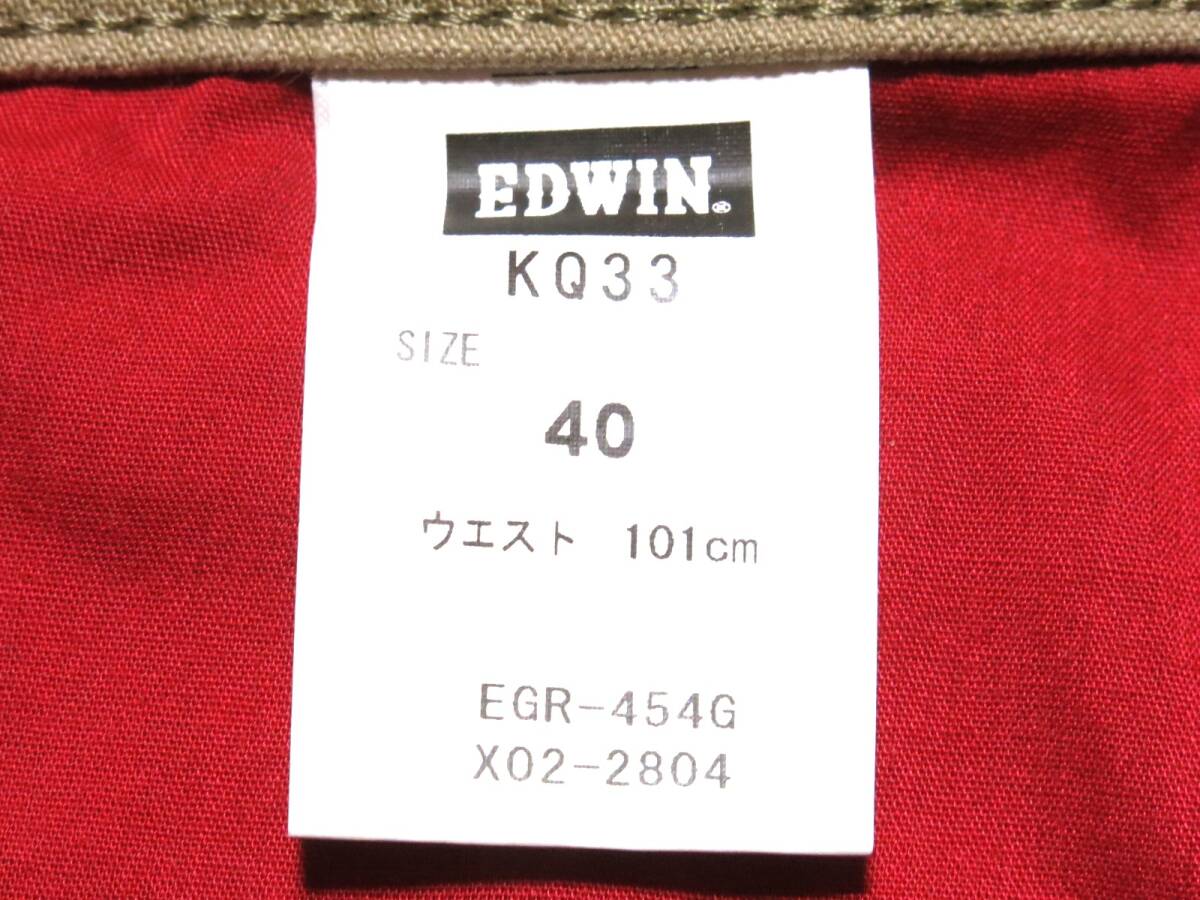 EDWIN®
KQ33
SIZE
40
ウエスト 101cm
EGR-454G
X02-2804